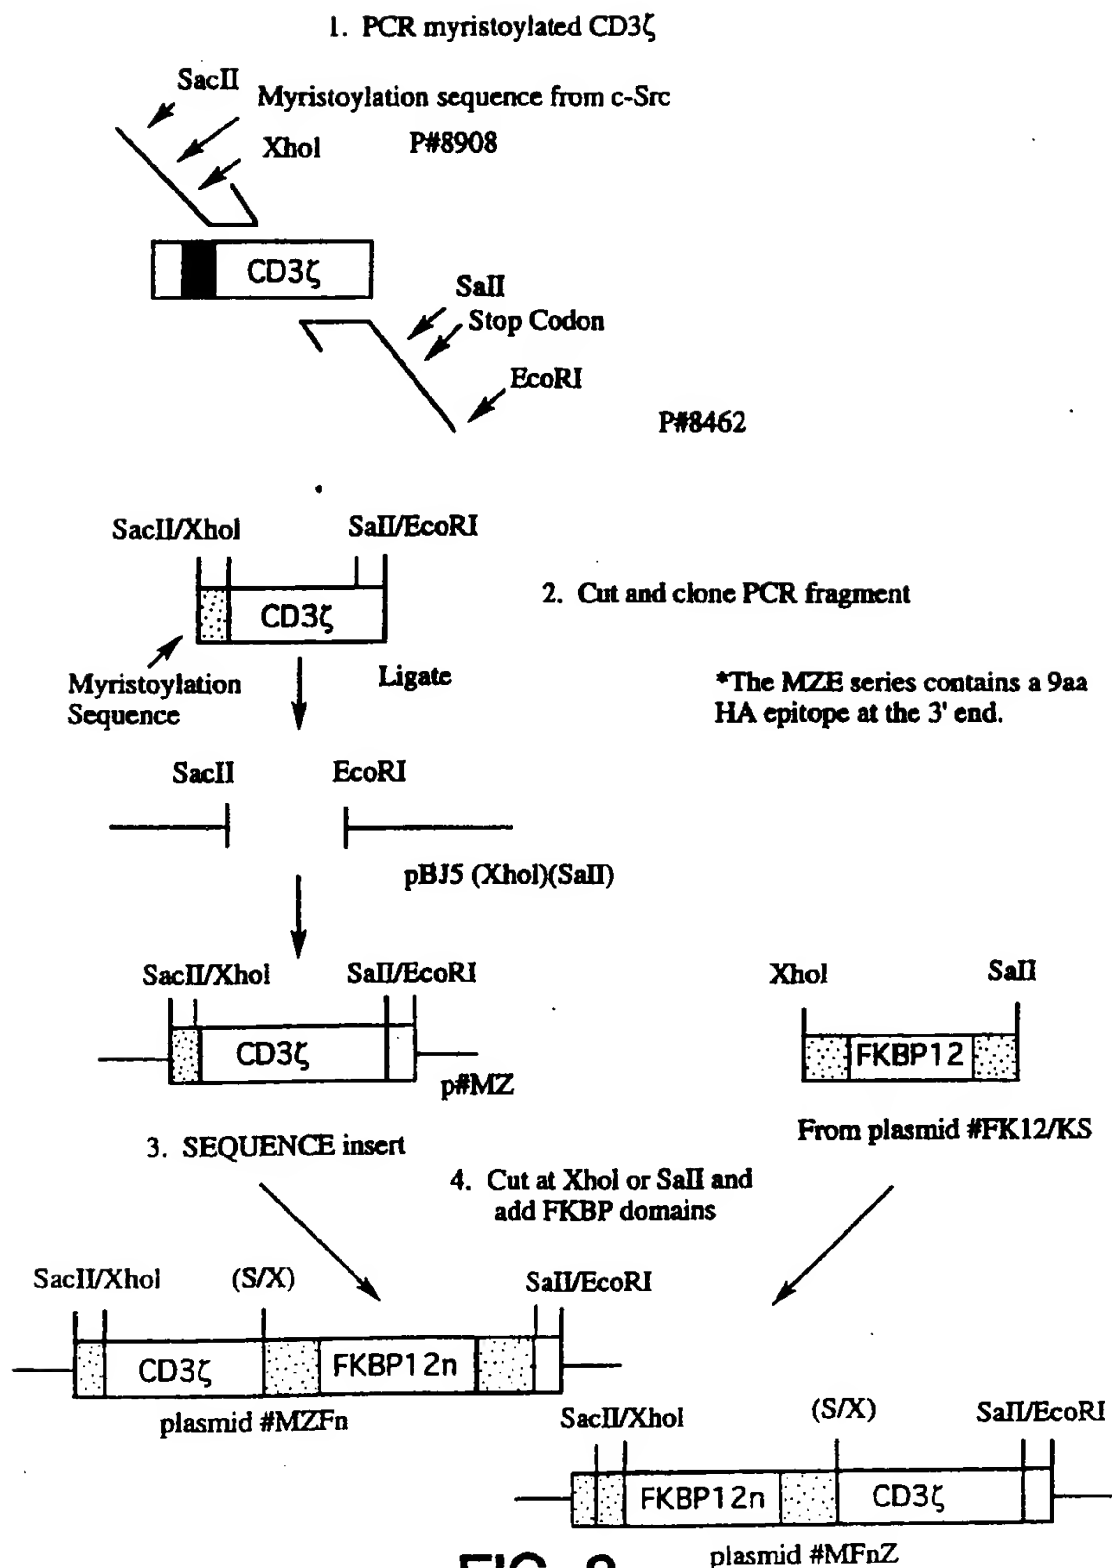 1. PCR myristoylated CD3ζ
SacII
Myristoylation sequence from c-Src
XhoI
P#8908
CD3ζ
SalI
Stop Codon
EcoRI
P#8462
SacII/XhoI
SalI/EcoRI
2. Cut and clone PCR fragment
CD3ζ
Myristoylation
Sequence
Ligate
*The MZE series contains a 9aa
HA epitope at the 3' end.
SacII
EcoRI
pBJ5 (XhoI)(SalI)
SacII/XhoI
SalI/EcoRI
CD3ζ
p#MZ
XhoI
SalI
FKBP12
From plasmid #FK12/KS
3. SEQUENCE insert
4. Cut at XhoI or SalI and
add FKBP domains
SacII/XhoI
(S/X)
SalI/EcoRI
CD3ζ
FKBP12n
plasmid #MZFn
SacII/XhoI
(S/X)
SalI/EcoRI
FKBP12n
CD3ζ
plasmid #MFnZ
FIG.